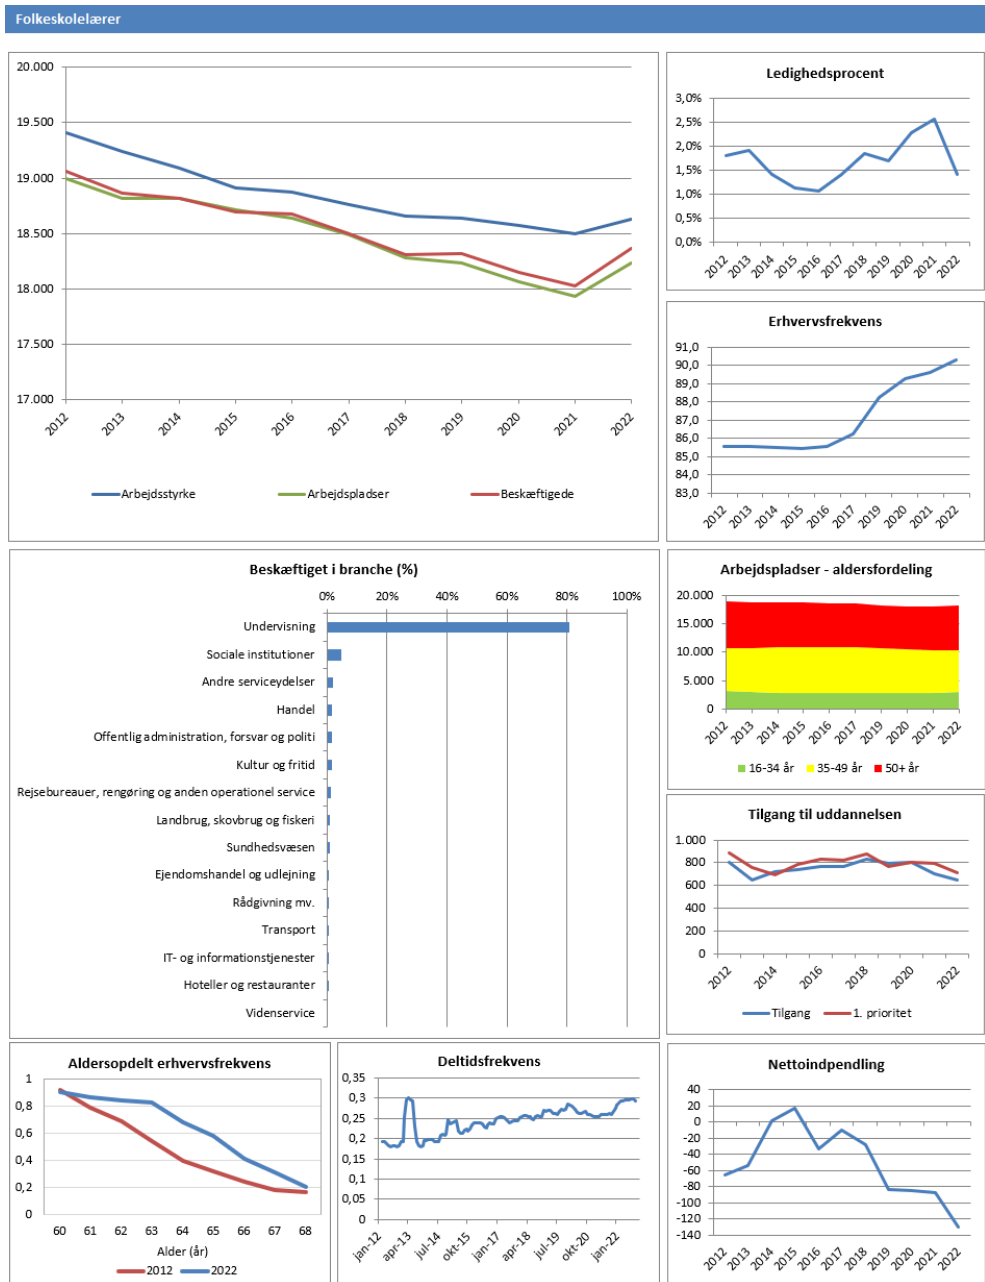 Folkeskolelærer
20.000
19.500
19.000
18.500
18.000
17.500
17.000
2012 2013 2014 2015 2016 2017 2018 2019 2020 2021 2022
Arbejdsstyrke Arbejdspladser Beskæftigede
Ledighedsprocent
3,0%
2,5%
2,0%
1,5%
1,0%
0,5%
0,0%
2012 2013 2014 2015 2016 2017 2018 2019 2020 2021 2022
Erhvervsfrekvens
91,0
90,0
89,0
88,0
87,0
86,0
85,0
84,0
83,0
2012 2013 2014 2015 2016 2017 2019 2020 2021 2022
Beskæftiget i branche (%)
0% 20% 40% 60% 80% 100%
Undervisning
Sociale institutioner
Andre serviceydelser
Handel
Offentlig administration, forsvar og politi
Kultur og fritid
Rejsebureauer, rengøring og anden operationel service
Landbrug, skovbrug og fiskeri
Sundhedsvæsen
Ejendomshandel og udlejning
Rådgivning mv.
Transport
IT- og informationstjenester
Hoteller og restauranter
Videnservice
Arbejdspladser - aldersfordeling
20.000
15.000
10.000
5.000
0
2012 2013 2014 2015 2016 2017 2019 2020 2021 2022
16-34 år 35-49 år 50+ år
Tilgang til uddannelsen
1.000
800
600
400
200
0
2012 2014 2016 2018 2020 2022
Tilgang 1. prioritet
Aldersopdelt erhvervsfrekvens
1
0,8
0,6
0,4
0,2
0
60 61 62 63 64 65 66 67 68
Alder (år)
2012 2022
Deltidsfrekvens
0,35
0,3
0,25
0,2
0,15
0,1
0,05
0
jan-12 apr-13 jul-14 okt-15 jan-17 apr-18 jul-19 okt-20 jan-22
Nettoindpendling
40
20
0
-20
-40
-60
-80
-100
-120
-140
2012 2013 2014 2015 2016 2017 2018 2019 2020 2021 2022